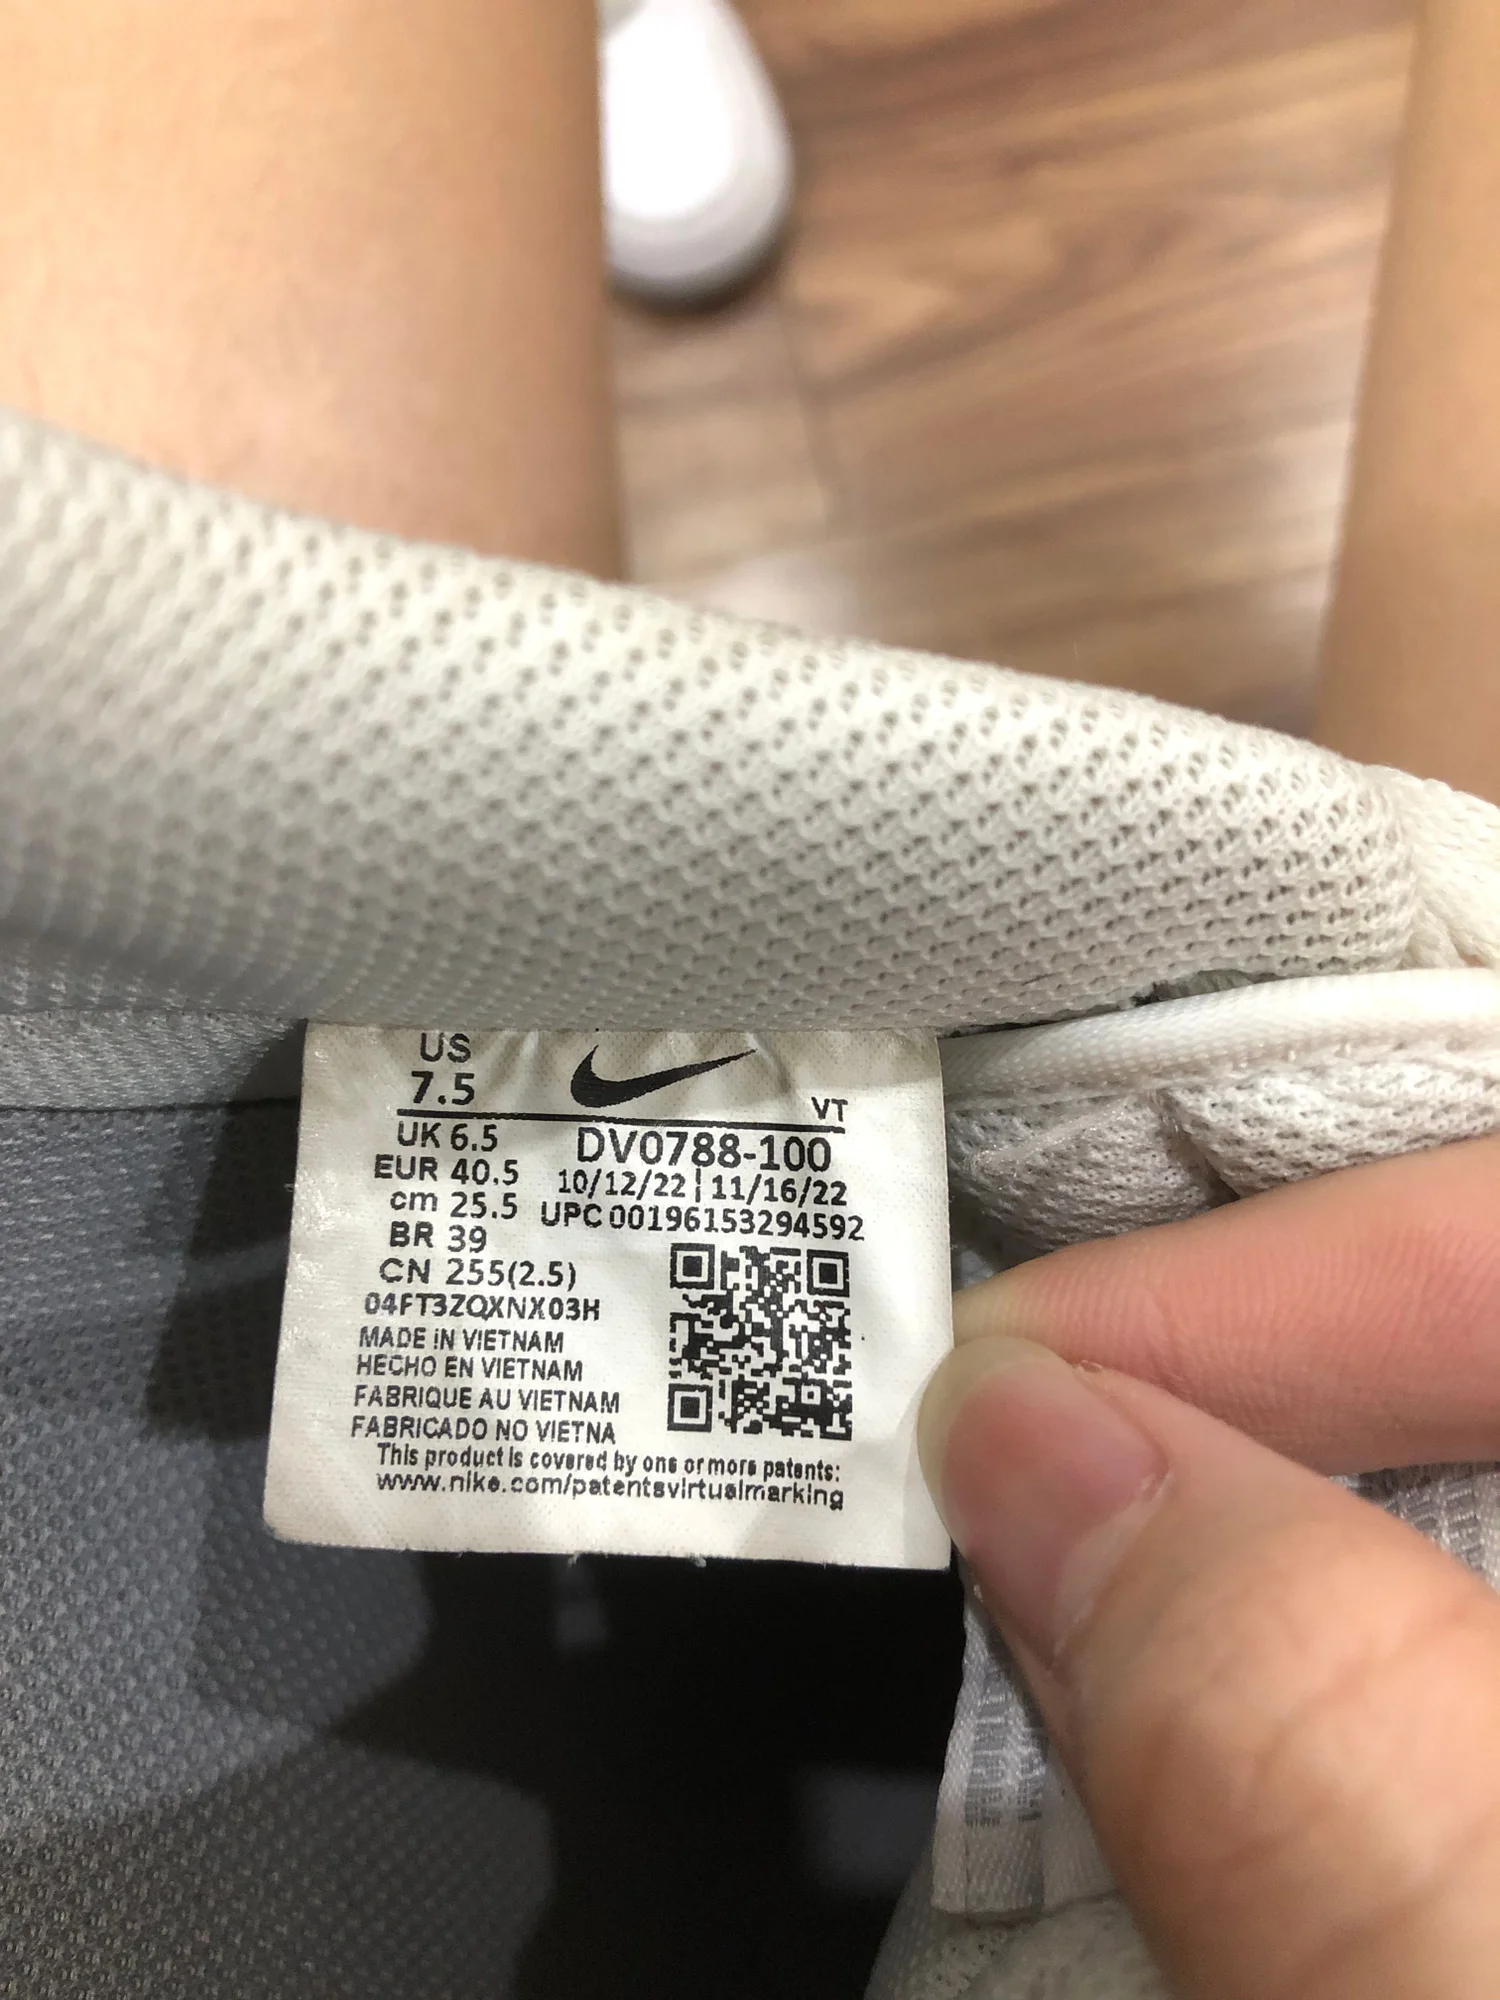 US
7.5
VT
UK 6.5
EUR 40.5
cm 25.5
BR 39
CN 255(2.5)
DV0788-100
10/12/22 | 11/16/22
UPC 00196153294592
04FT3ZQXNX03H
MADE IN VIETNAM
HECHO EN VIETNAM
FABRIQUE AU VIETNAM
FABRICADO NO VIETNA
This product is covered by one or more patents:
www.nike.com/patentsvirtualmarking